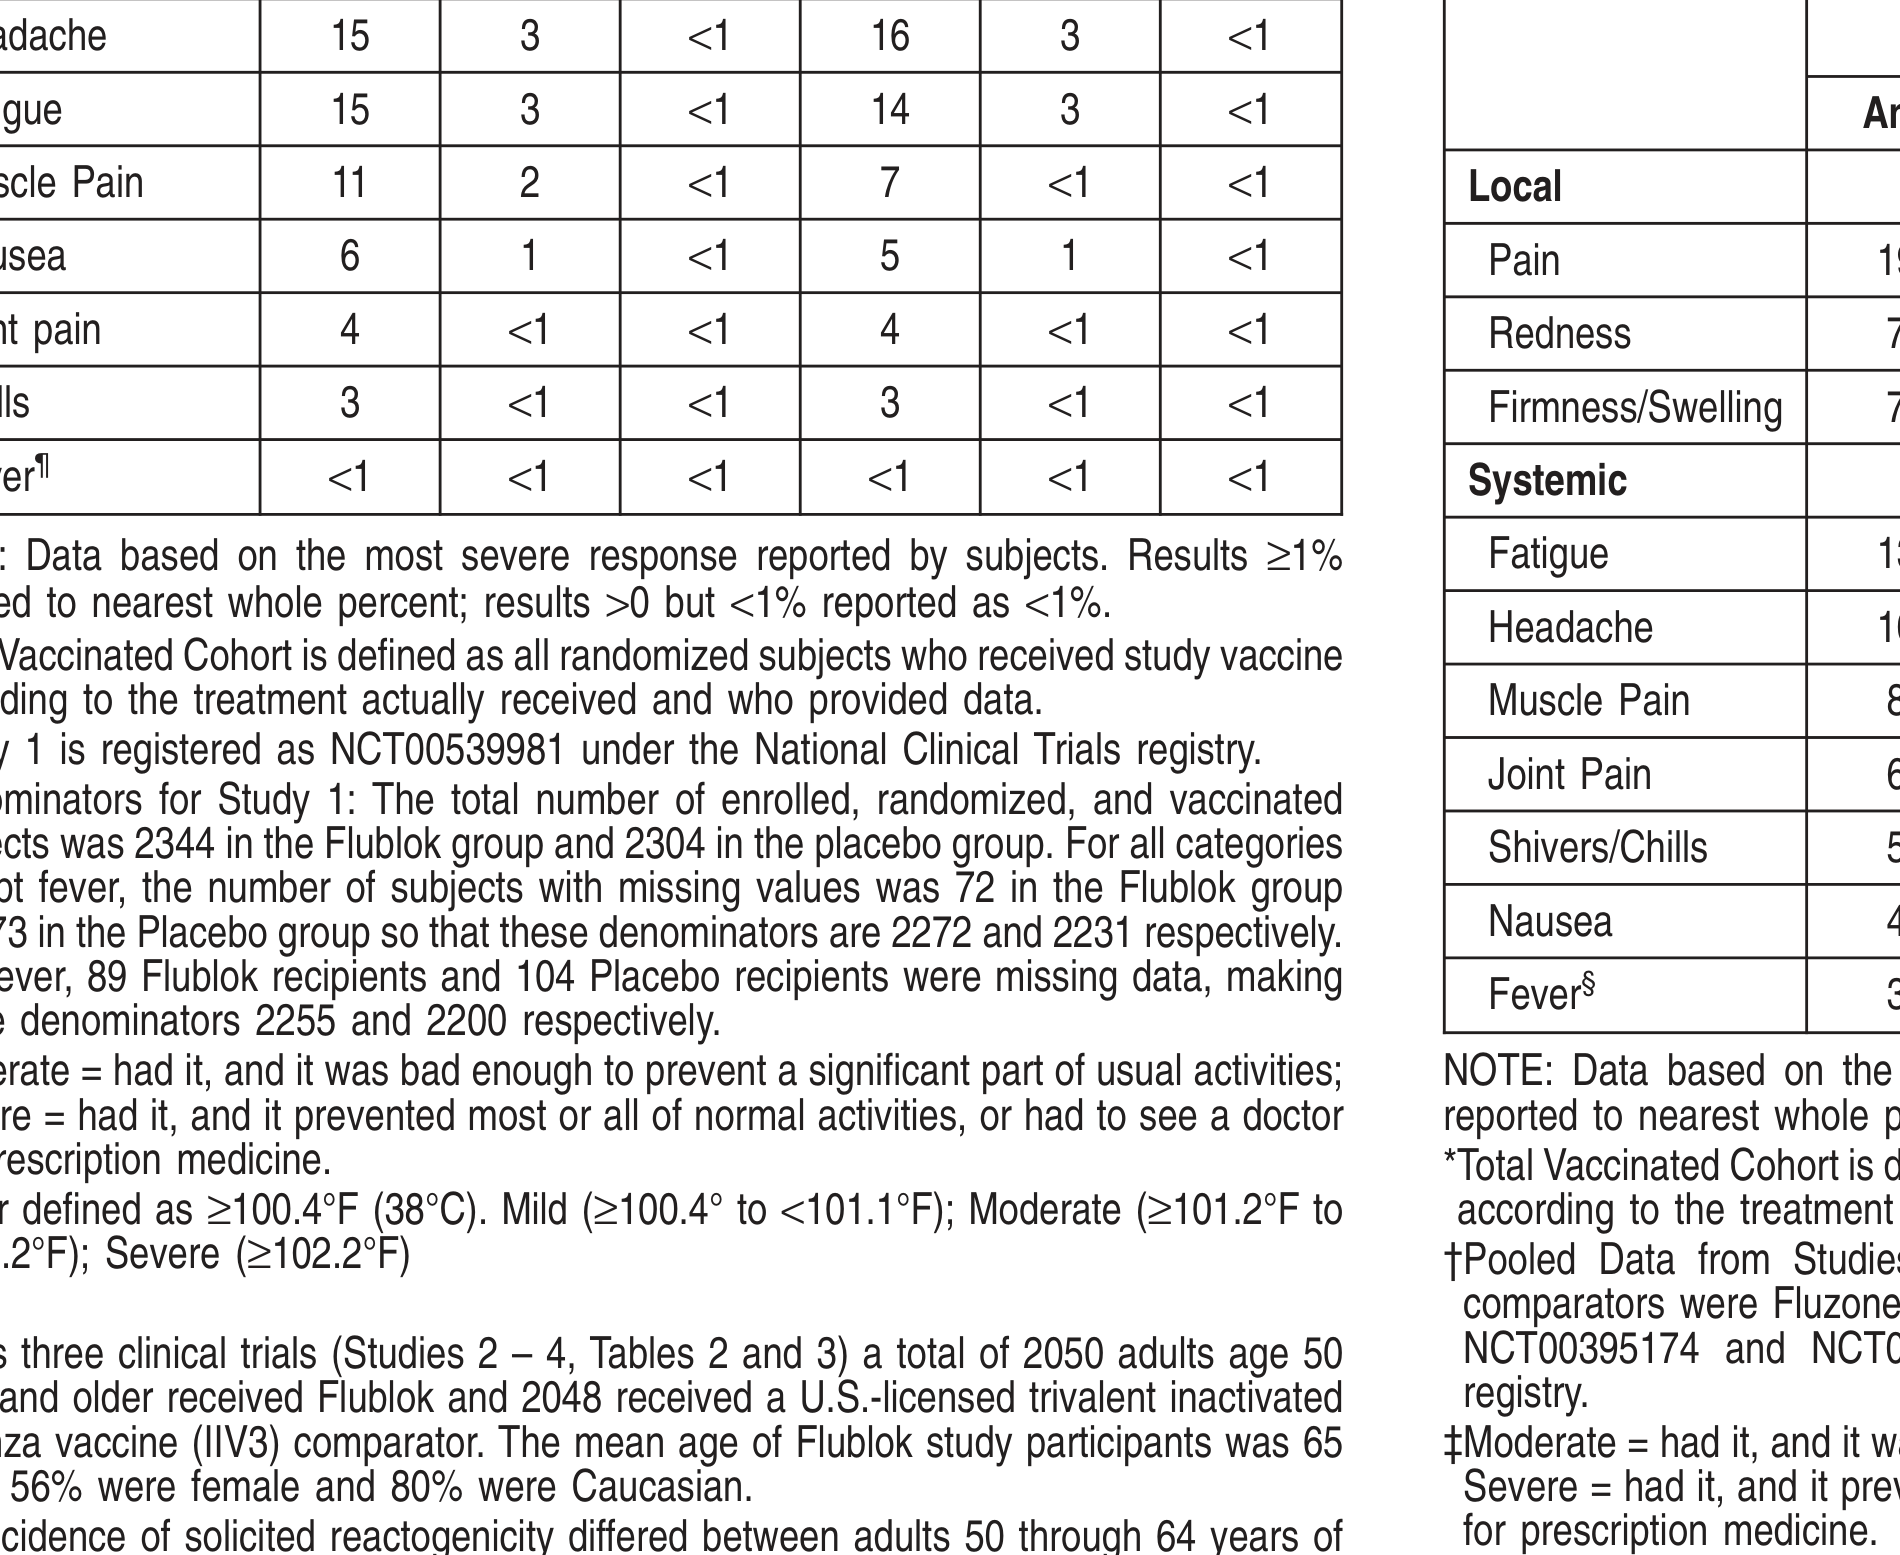 adache 15 3 <1 16 3 <1
gue 15 3 <1 14 3 <1
scle Pain 11 2 <1 7 <1 <1
usea 6 1 <1 5 1 <1
nt pain 4 <1 <1 4 <1 <1
lls 3 <1 <1 3 <1 <1
ver¶ <1 <1 <1 <1 <1 <1
: Data based on the most severe response reported by subjects. Results ≥1%
ed to nearest whole percent; results >0 but <1% reported as <1%.
Vaccinated Cohort is defined as all randomized subjects who received study vaccine
ding to the treatment actually received and who provided data.
y 1 is registered as NCT00539981 under the National Clinical Trials registry.
ominators for Study 1: The total number of enrolled, randomized, and vaccinated
ects was 2344 in the Flublok group and 2304 in the placebo group. For all categories
pt fever, the number of subjects with missing values was 72 in the Flublok group
73 in the Placebo group so that these denominators are 2272 and 2231 respectively.
ever, 89 Flublok recipients and 104 Placebo recipients were missing data, making
e denominators 2255 and 2200 respectively.
erate = had it, and it was bad enough to prevent a significant part of usual activities;
re = had it, and it prevented most or all of normal activities, or had to see a doctor
rescription medicine.
r defined as ≥100.4°F (38°C). Mild (≥100.4° to <101.1°F); Moderate (≥101.2°F to
.2°F); Severe (≥102.2°F)
s three clinical trials (Studies 2 – 4, Tables 2 and 3) a total of 2050 adults age 50
and older received Flublok and 2048 received a U.S.-licensed trivalent inactivated
nza vaccine (IIV3) comparator. The mean age of Flublok study participants was 65
56% were female and 80% were Caucasian.
cidence of solicited reactogenicity differed between adults 50 through 64 years of
Ar
Local
Pain 19
Redness 7
Firmness/Swelling 7
Systemic
Fatigue 13
Headache 10
Muscle Pain 8
Joint Pain 6
Shivers/Chills 5
Nausea 4
Fever§ 3
NOTE: Data based on the
reported to nearest whole p
*Total Vaccinated Cohort is d
according to the treatment
†Pooled Data from Studies
comparators were Fluzone
NCT00395174 and NCT0
registry.
‡Moderate = had it, and it wa
Severe = had it, and it prev
for prescription medicine.